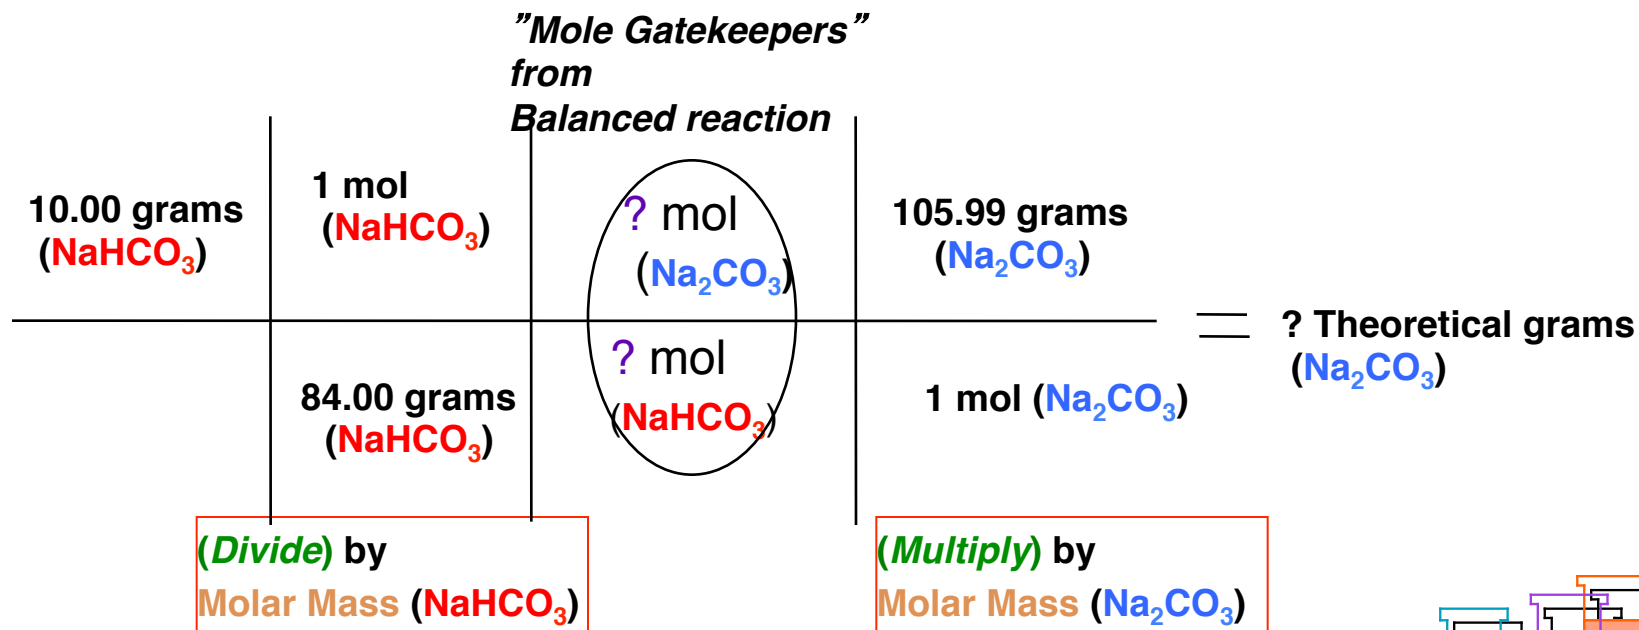 ”Mole Gatekeepers”
from
Balanced reaction
10.00 grams
(NaHCO₃)
1 mol
(NaHCO₃)
? mol
(Na₂CO₃)
105.99 grams
(Na₂CO₃)
84.00 grams
(NaHCO₃)
? mol
(NaHCO₃)
1 mol (Na₂CO₃)
= ? Theoretical grams
(Na₂CO₃)
(Divide) by
Molar Mass (NaHCO₃)
(Multiply) by
Molar Mass (Na₂CO₃)